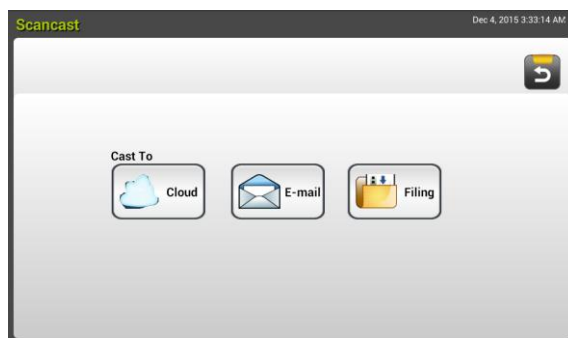 Scancast
Dec 4, 2015 3:33:14 AM
Cast To
Cloud
E-mail
Filing